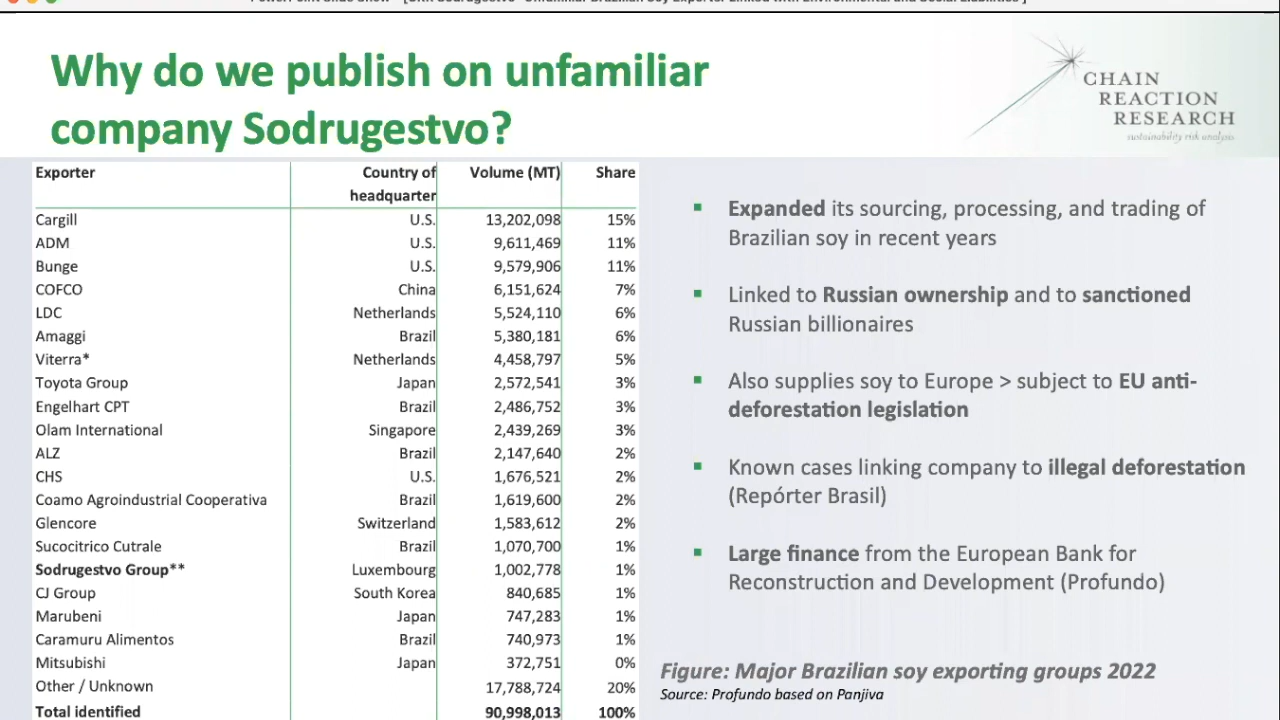 Why do we publish on unfamiliar
company Sodrugestvo?
CHAIN
REACTION
RESEARCH
sustainability risk analysis
Exporter Country of Volume (MT) Share
headquarter
Cargill U.S. 13,202,098 15%
ADM U.S. 9,611,469 11%
Bunge U.S. 9,579,906 11%
COFCO China 6,151,624 7%
LDC Netherlands 5,524,110 6%
Amaggi Brazil 5,380,181 6%
Viterra* Netherlands 4,458,797 5%
Toyota Group Japan 2,572,541 3%
Engelhart CPT Brazil 2,486,752 3%
Olam International Singapore 2,439,269 3%
ALZ Brazil 2,147,640 2%
CHS U.S. 1,676,521 2%
Coamo Agroindustrial Cooperativa Brazil 1,619,600 2%
Glencore Switzerland 1,583,612 2%
Sucocitrico Cutrale Brazil 1,070,700 1%
Sodrugestvo Group** Luxembourg 1,002,778 1%
CJ Group South Korea 840,685 1%
Marubeni Japan 747,283 1%
Caramuru Alimentos Brazil 740,973 1%
Mitsubishi Japan 372,751 0%
Other / Unknown 17,788,724 20%
Total identified 90,998,013 100%
▪ Expanded its sourcing, processing, and trading of
Brazilian soy in recent years
▪ Linked to Russian ownership and to sanctioned
Russian billionaires
▪ Also supplies soy to Europe > subject to EU anti-
deforestation legislation
▪ Known cases linking company to illegal deforestation
(Repórter Brasil)
▪ Large finance from the European Bank for
Reconstruction and Development (Profundo)
Figure: Major Brazilian soy exporting groups 2022
Source: Profundo based on Panjiva